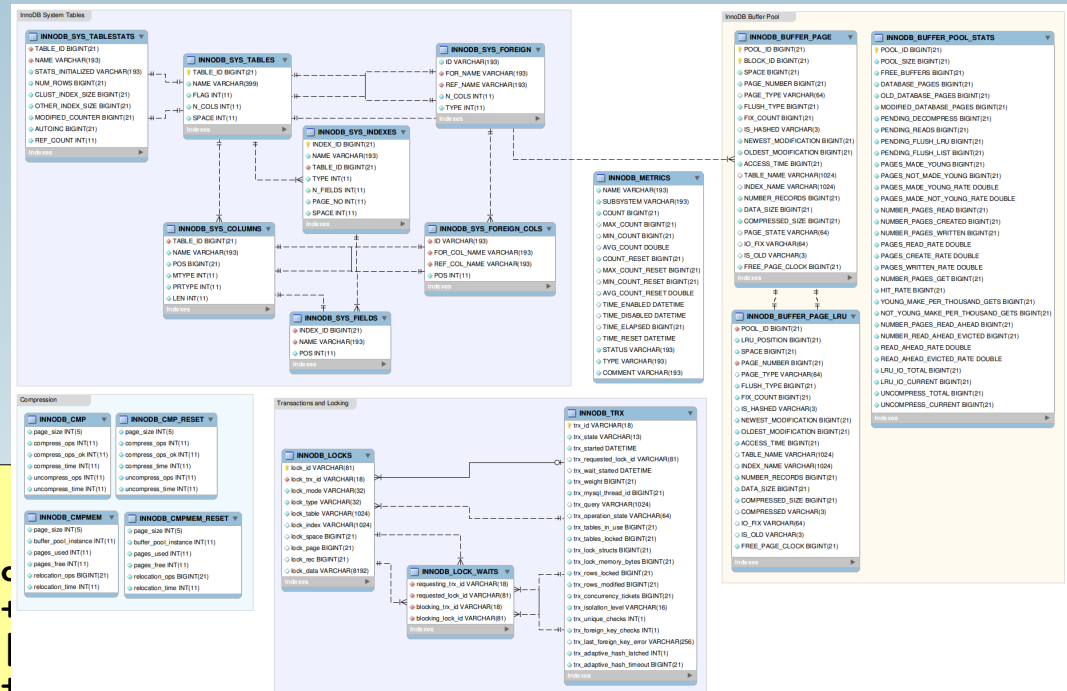 InnoDB System Tables
INNODB_SYS_TABLESTATS
TABLE_ID BIGINT(21)
NAME VARCHAR(193)
STATS_INITIALIZED VARCHAR(193)
NUM_ROWS BIGINT(21)
CLUST_INDEX_SIZE BIGINT(21)
OTHER_INDEX_SIZE BIGINT(21)
MODIFIED_COUNTER BIGINT(21)
AUTOINC BIGINT(21)
REF_COUNT INT(11)
Indexes
INNODB_SYS_TABLES
TABLE_ID BIGINT(21)
NAME VARCHAR(399)
FLAG INT(11)
N_COLS INT(11)
SPACE INT(11)
Indexes
INNODB_SYS_FOREIGN
ID VARCHAR(193)
FOR_NAME VARCHAR(193)
REF_NAME VARCHAR(193)
N_COLS INT(11)
TYPE INT(11)
Indexes
INNODB_SYS_INDEXES
INDEX_ID BIGINT(21)
NAME VARCHAR(193)
TABLE_ID BIGINT(21)
TYPE INT(11)
N_FIELDS INT(11)
PAGE_NO INT(11)
SPACE INT(11)
Indexes
INNODB_SYS_COLUMNS
TABLE_ID BIGINT(21)
NAME VARCHAR(193)
POS BIGINT(21)
MTYPE INT(11)
PRTYPE INT(11)
LEN INT(11)
Indexes
INNODB_SYS_FOREIGN_COLS
ID VARCHAR(193)
FOR_COL_NAME VARCHAR(193)
REF_COL_NAME VARCHAR(193)
POS INT(11)
Indexes
INNODB_SYS_FIELDS
INDEX_ID BIGINT(21)
NAME VARCHAR(193)
POS INT(11)
Indexes
INNODB_METRICS
NAME VARCHAR(193)
SUBSYSTEM VARCHAR(193)
COUNT BIGINT(21)
MAX_COUNT BIGINT(21)
MIN_COUNT BIGINT(21)
AVG_COUNT DOUBLE
COUNT_RESET BIGINT(21)
MAX_COUNT_RESET BIGINT(21)
MIN_COUNT_RESET BIGINT(21)
AVG_COUNT_RESET DOUBLE
TIME_ENABLED DATETIME
TIME_DISABLED DATETIME
TIME_ELAPSED BIGINT(21)
TIME_RESET DATETIME
STATUS VARCHAR(193)
TYPE VARCHAR(193)
COMMENT VARCHAR(193)
InnoDB Buffer Pool
INNODB_BUFFER_PAGE
POOL_ID BIGINT(21)
BLOCK_ID BIGINT(21)
SPACE BIGINT(21)
PAGE_NUMBER BIGINT(21)
PAGE_TYPE VARCHAR(64)
FLUSH_TYPE BIGINT(21)
FIX_COUNT BIGINT(21)
IS_HASHED VARCHAR(3)
NEWEST_MODIFICATION BIGINT(21)
OLDEST_MODIFICATION BIGINT(21)
ACCESS_TIME BIGINT(21)
TABLE_NAME VARCHAR(1024)
INDEX_NAME VARCHAR(1024)
NUMBER_RECORDS BIGINT(21)
DATA_SIZE BIGINT(21)
COMPRESSED_SIZE BIGINT(21)
PAGE_STATE VARCHAR(64)
IO_FIX VARCHAR(64)
IS_OLD VARCHAR(3)
FREE_PAGE_CLOCK BIGINT(21)
Indexes
INNODB_BUFFER_PAGE_LRU
POOL_ID BIGINT(21)
LRU_POSITION BIGINT(21)
SPACE BIGINT(21)
PAGE_NUMBER BIGINT(21)
PAGE_TYPE VARCHAR(64)
FLUSH_TYPE BIGINT(21)
FIX_COUNT BIGINT(21)
IS_HASHED VARCHAR(3)
NEWEST_MODIFICATION BIGINT(21)
OLDEST_MODIFICATION BIGINT(21)
ACCESS_TIME BIGINT(21)
TABLE_NAME VARCHAR(1024)
INDEX_NAME VARCHAR(1024)
NUMBER_RECORDS BIGINT(21)
DATA_SIZE BIGINT(21)
COMPRESSED_SIZE BIGINT(21)
COMPRESSED VARCHAR(3)
IO_FIX VARCHAR(64)
IS_OLD VARCHAR(3)
FREE_PAGE_CLOCK BIGINT(21)
Indexes
INNODB_BUFFER_POOL_STATS
POOL_ID BIGINT(21)
POOL_SIZE BIGINT(21)
FREE_BUFFERS BIGINT(21)
DATABASE_PAGES BIGINT(21)
OLD_DATABASE_PAGES BIGINT(21)
MODIFIED_DATABASE_PAGES BIGINT(21)
PENDING_DECOMPRESS BIGINT(21)
PENDING_READS BIGINT(21)
PENDING_FLUSH_LRU BIGINT(21)
PENDING_FLUSH_LIST BIGINT(21)
PAGES_MADE_YOUNG BIGINT(21)
PAGES_NOT_MADE_YOUNG BIGINT(21)
PAGES_MADE_YOUNG_RATE DOUBLE
PAGES_MADE_NOT_YOUNG_RATE DOUBLE
NUMBER_PAGES_READ BIGINT(21)
NUMBER_PAGES_CREATED BIGINT(21)
NUMBER_PAGES_WRITTEN BIGINT(21)
PAGES_READ_RATE DOUBLE
PAGES_CREATE_RATE DOUBLE
PAGES_WRITTEN_RATE DOUBLE
NUMBER_PAGES_GET BIGINT(21)
HIT_RATE BIGINT(21)
YOUNG_MAKE_PER_THOUSAND_GETS BIGINT(21)
NOT_YOUNG_MAKE_PER_THOUSAND_GETS BIGINT(21)
NUMBER_PAGES_READ_AHEAD BIGINT(21)
NUMBER_READ_AHEAD_EVICTED BIGINT(21)
READ_AHEAD_RATE DOUBLE
READ_AHEAD_EVICTED_RATE DOUBLE
LRU_IO_TOTAL BIGINT(21)
LRU_IO_CURRENT BIGINT(21)
UNCOMPRESS_TOTAL BIGINT(21)
UNCOMPRESS_CURRENT BIGINT(21)
Indexes
Compression
INNODB_CMP
page_size INT(5)
compress_ops INT(11)
compress_ops_ok INT(11)
compress_time INT(11)
uncompress_ops INT(11)
uncompress_time INT(11)
INNODB_CMP_RESET
page_size INT(5)
compress_ops INT(11)
compress_ops_ok INT(11)
compress_time INT(11)
uncompress_ops INT(11)
uncompress_time INT(11)
INNODB_CMPMEM
page_size INT(5)
buffer_pool_instance INT(11)
pages_used INT(11)
pages_free INT(11)
relocation_ops BIGINT(21)
relocation_time INT(11)
INNODB_CMPMEM_RESET
page_size INT(5)
buffer_pool_instance INT(11)
pages_used INT(11)
pages_free INT(11)
relocation_ops BIGINT(21)
relocation_time INT(11)
Transactions and Locking
INNODB_LOCKS
lock_id VARCHAR(81)
lock_trx_id VARCHAR(18)
lock_mode VARCHAR(32)
lock_type VARCHAR(32)
lock_table VARCHAR(1024)
lock_index VARCHAR(1024)
lock_space BIGINT(21)
lock_page BIGINT(21)
lock_rec BIGINT(21)
lock_data VARCHAR(8192)
Indexes
INNODB_LOCK_WAITS
requesting_trx_id VARCHAR(18)
requested_lock_id VARCHAR(81)
blocking_trx_id VARCHAR(18)
blocking_lock_id VARCHAR(81)
Indexes
INNODB_TRX
trx_id VARCHAR(18)
trx_state VARCHAR(13)
trx_started DATETIME
trx_requested_lock_id VARCHAR(81)
trx_wait_started DATETIME
trx_weight BIGINT(21)
trx_mysql_thread_id BIGINT(21)
trx_query VARCHAR(1024)
trx_operation_state VARCHAR(64)
trx_tables_in_use BIGINT(21)
trx_tables_locked BIGINT(21)
trx_lock_structs BIGINT(21)
trx_lock_memory_bytes BIGINT(21)
trx_rows_locked BIGINT(21)
trx_rows_modified BIGINT(21)
trx_concurrency_tickets BIGINT(21)
trx_isolation_level VARCHAR(16)
trx_unique_checks INT(1)
trx_foreign_key_checks INT(1)
trx_last_foreign_key_error VARCHAR(256)
trx_adaptive_hash_latched INT(1)
trx_adaptive_hash_timeout BIGINT(21)
Indexes